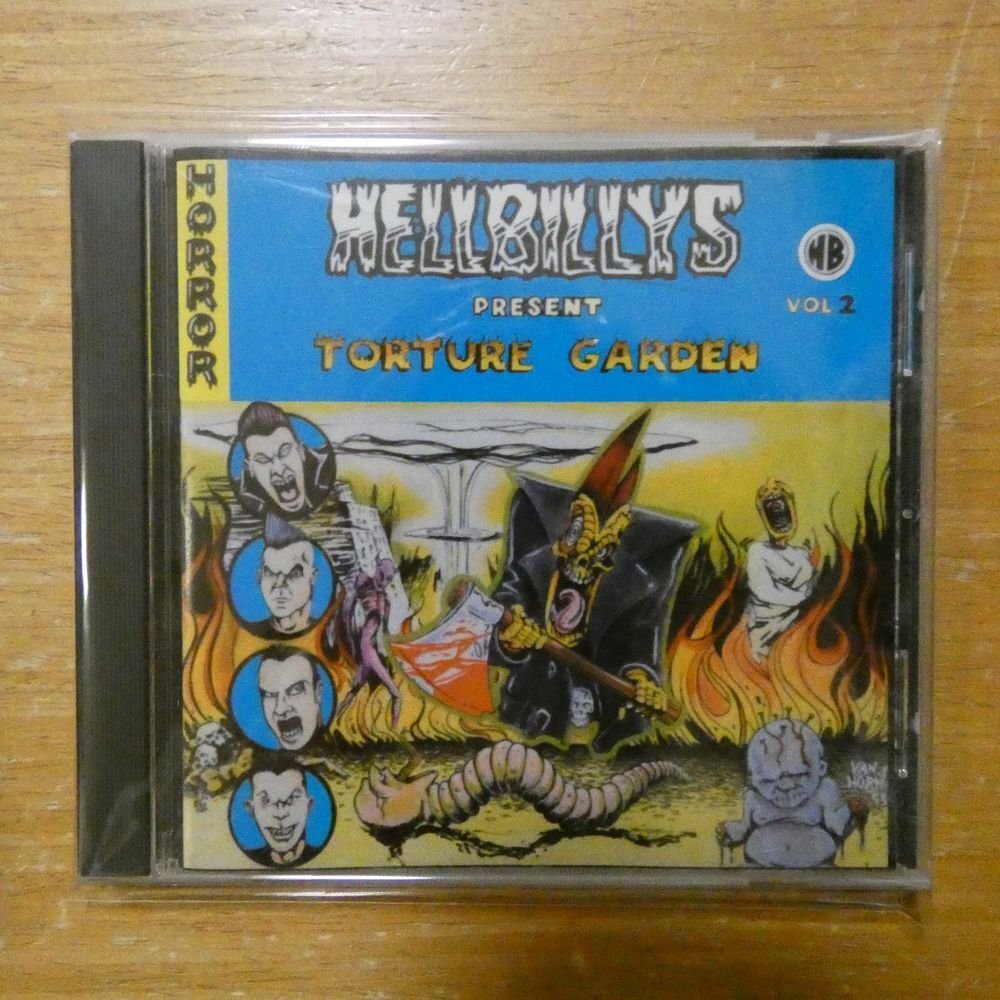 HORROR
HELLBILLYS
HB
PRESENT
VOL 2
TORTURE GARDEN